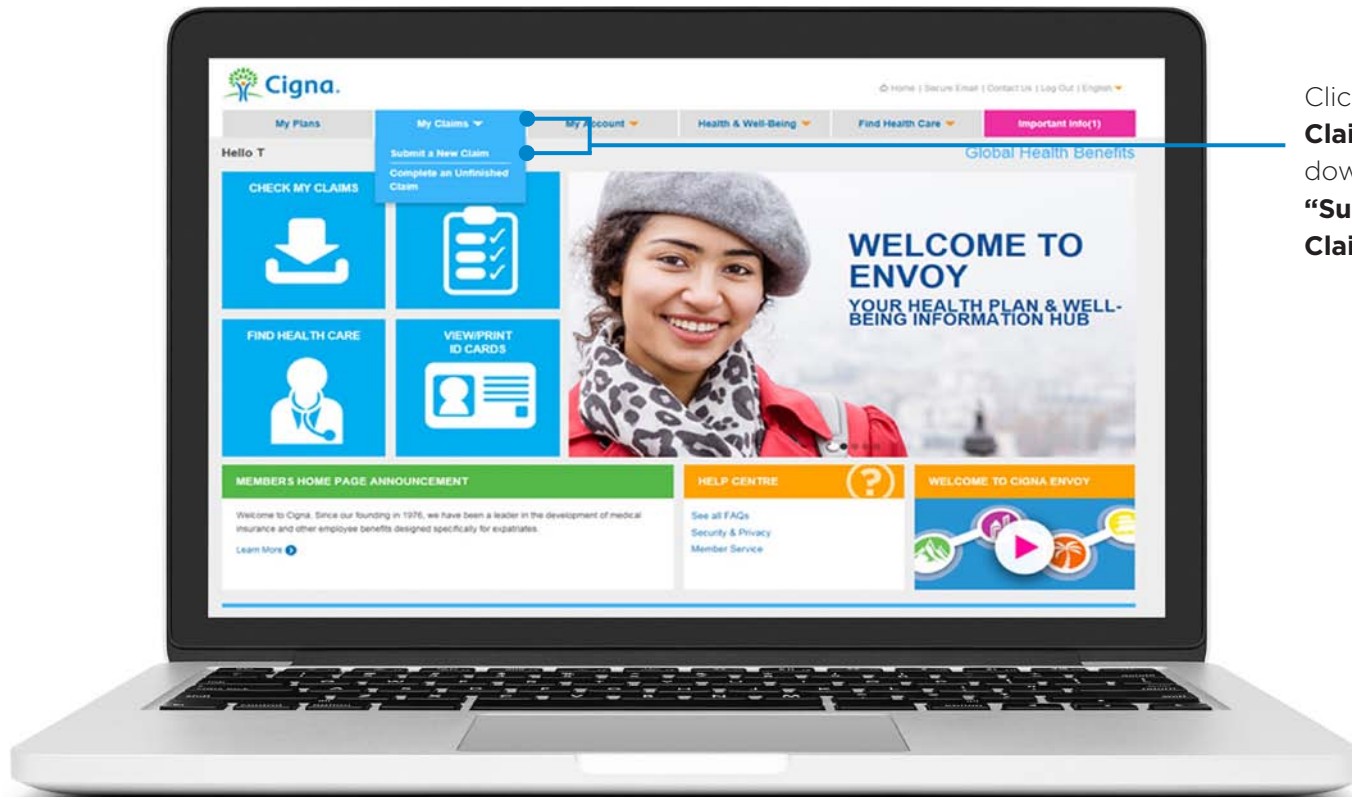 Cigna.
Home | Secure Email | Contact Us | Log Out | English
My Plans
My Claims
My Account
Health & Well-Being
Find Health Care
Important Info(1)
Hello T
Submit a New Claim
Complete an Unfinished
Claim
Global Health Benefits
CHECK MY CLAIMS
FIND HEALTH CARE
VIEW/PRINT
ID CARDS
WELCOME TO
ENVOY
YOUR HEALTH PLAN & WELL-
BEING INFORMATION HUB
MEMBERS HOME PAGE ANNOUNCEMENT
Welcome to Cigna. Since our founding in 1976, we have been a leader in the development of medical
insurance and other employee benefits designed specifically for expatriates.
Learn More
HELP CENTRE
?
See all FAQs
Security & Privacy
Member Service
WELCOME TO CIGNA ENVOY
Clic
Clai
dow
“Su
Clai